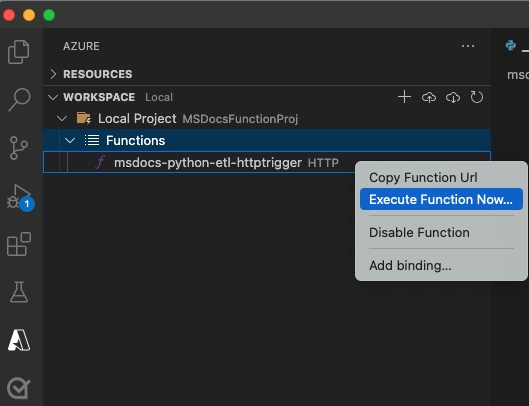 AZURE ...
RESOURCES
WORKSPACE Local
Local Project MSDocsFunctionProj
Functions
f msdocs-python-etl-httptrigger HTTP
Copy Function Url
Execute Function Now...
Disable Function
Add binding...
1
msd